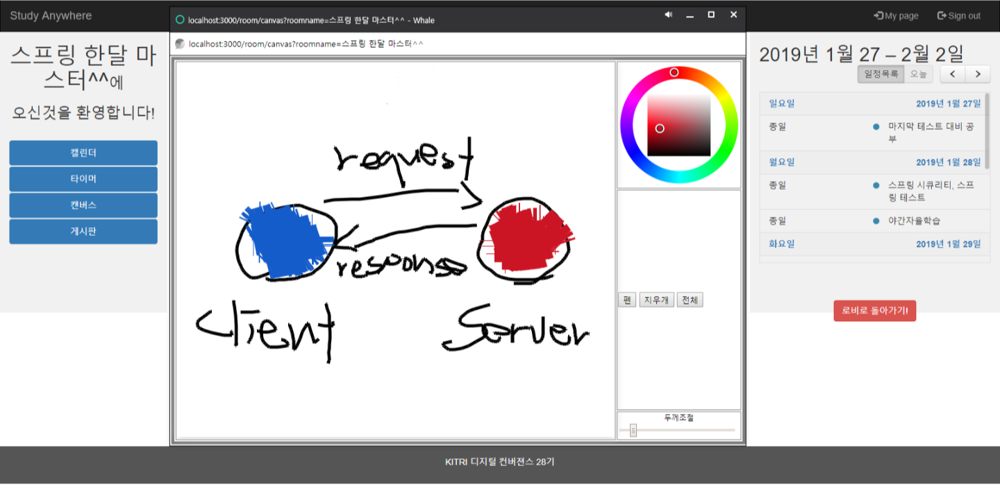 Study Anywhere
My page
Sign out
스프링 한달 마
스터^^에
오신것을 환영합니다!
캘린더
타이머
캔버스
게시판
localhost:3000/room/canvas?roomname=스프링 한달 마스터^^ - Whale
localhost:3000/room/canvas?roomname=스프링 한달 마스터^^
request
response
Client
Server
펜
지우개
전체
두께조절
2019년 1월 27 – 2월 2일
일정목록
오늘
일요일
2019년 1월 27일
종일
마지막 테스트 대비 공
부
월요일
2019년 1월 28일
종일
스프링 시큐리티, 스프
링 테스트
종일
야간자율학습
화요일
2019년 1월 29일
로비로 돌아가기!
KITRI 디지털 컨버젼스 28기